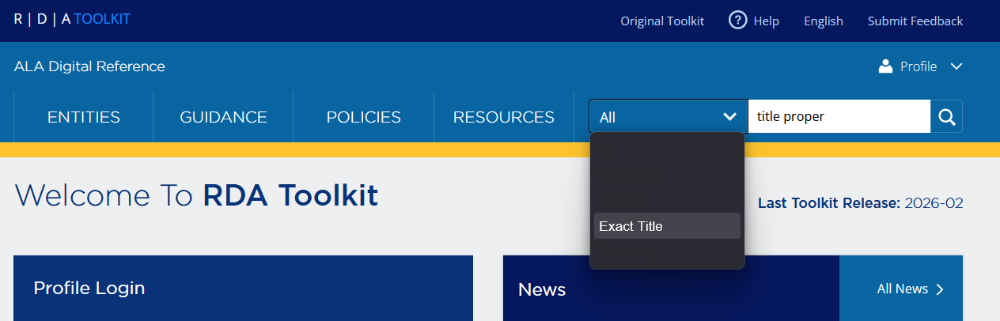 R | D | A TOOLKIT
Original Toolkit
? Help
English
Submit Feedback
ALA Digital Reference
Profile
ENTITIES
GUIDANCE
POLICIES
RESOURCES
All
title proper
Exact Title
Welcome To RDA Toolkit
Last Toolkit Release: 2026-02
Profile Login
News
All News